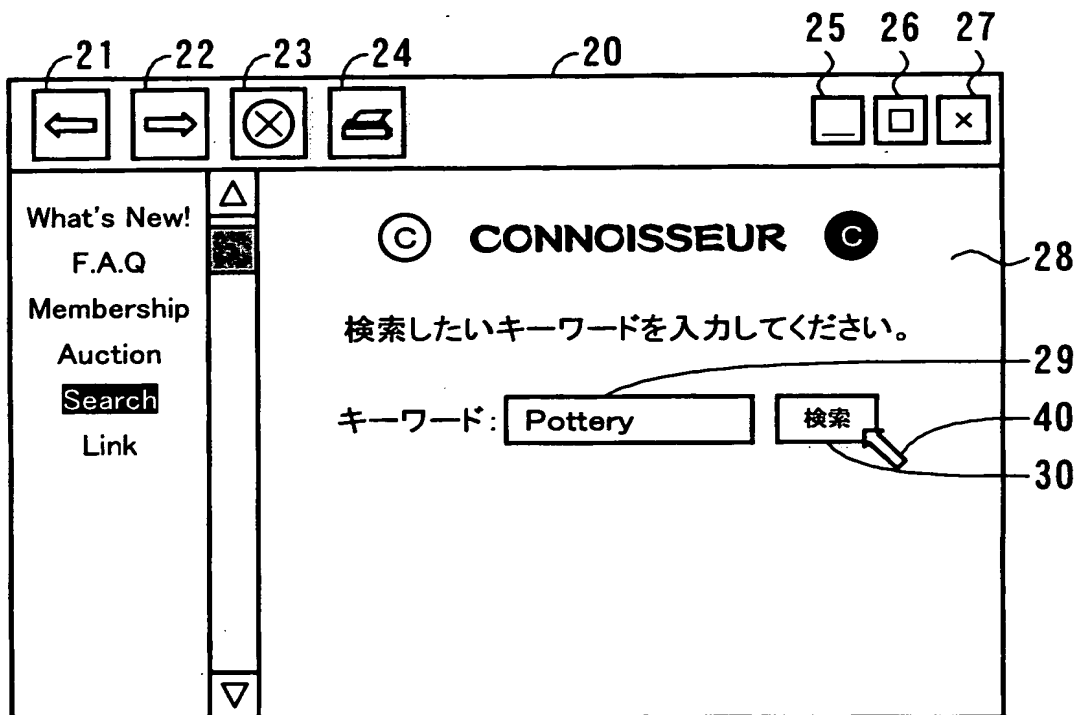 21 22 23 24 20 25 26 27
What's New!
F.A.Q
Membership
Auction
Search
Link
© CONNOISSEUR C
28
検索したいキーワードを入力してください。
29
キーワード: Pottery 検索
40
30